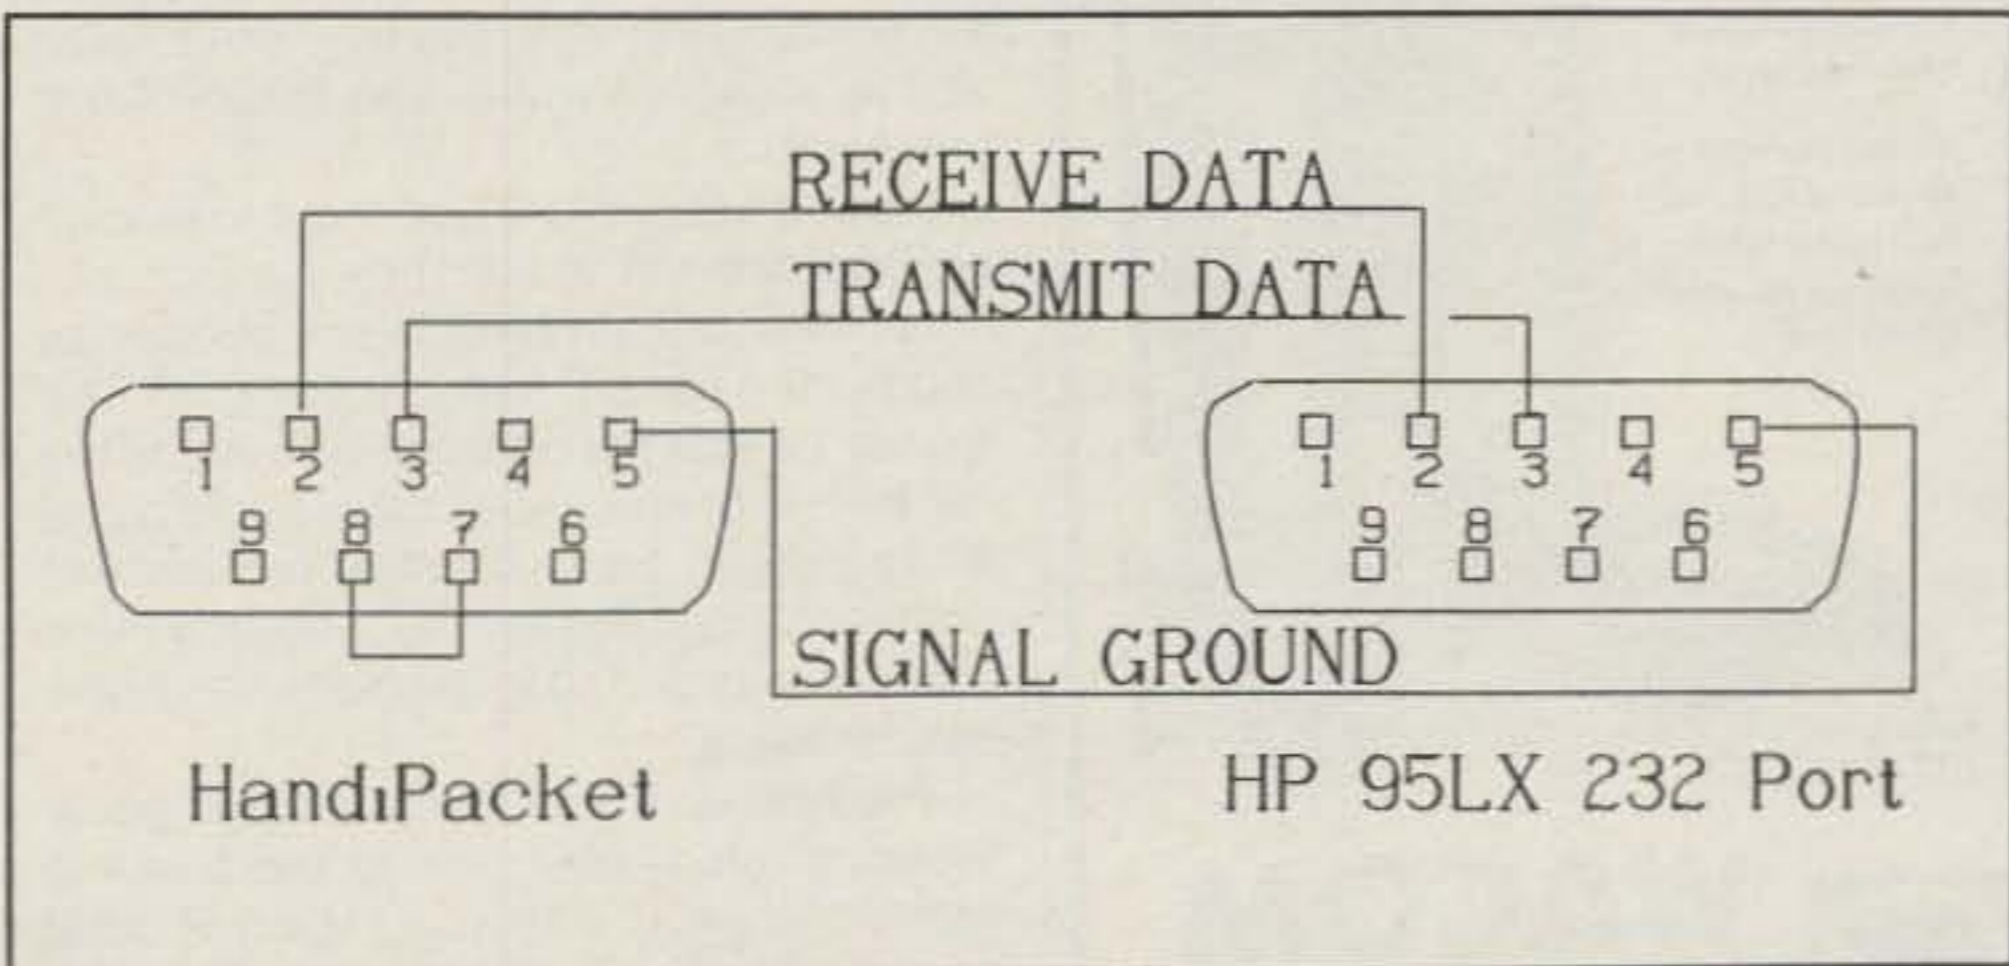 RECEIVE DATA
TRANSMIT DATA
1 2 3 4 5
9 8 7 6
1 2 3 4 5
9 8 7 6
SIGNAL GROUND
HandiPacket
HP 95LX 232 Port